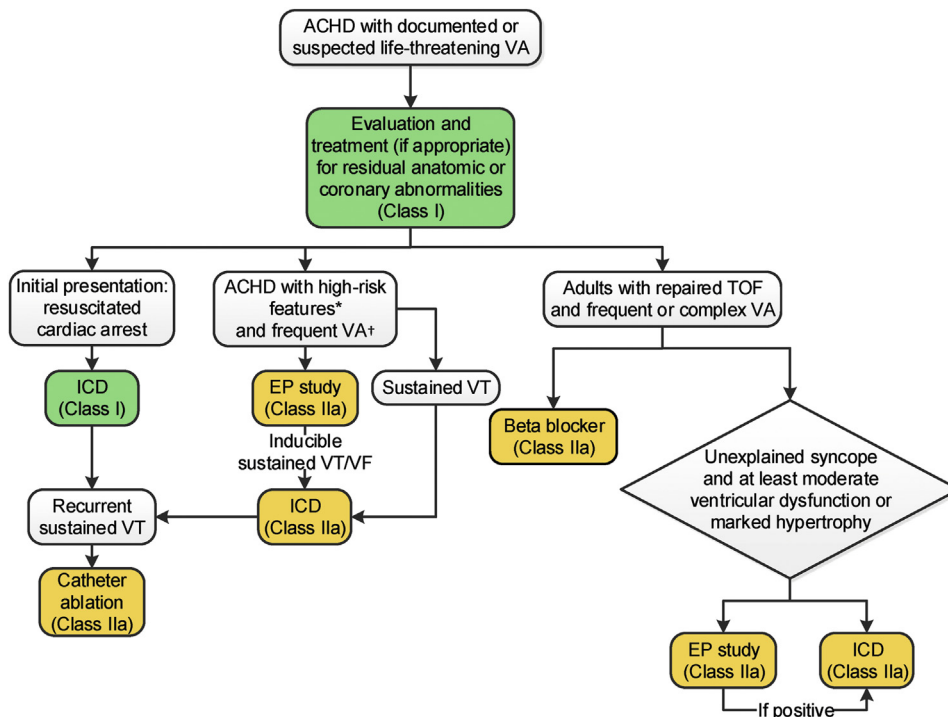 ACHD with documented or
suspected life-threatening VA
Evaluation and
treatment (if appropriate)
for residual anatomic or
coronary abnormalities
(Class I)
Initial presentation:
resuscitated
cardiac arrest
ACHD with high-risk
features*
and frequent VA†
Adults with repaired TOF
and frequent or complex VA
ICD
(Class I)
EP study
(Class IIa)
Sustained VT
Beta blocker
(Class IIa)
Inducible
sustained VT/VF
Unexplained syncope
and at least moderate
ventricular dysfunction or
marked hypertrophy
Recurrent
sustained VT
ICD
(Class IIa)
Catheter
ablation
(Class IIa)
EP study
(Class IIa)
ICD
(Class IIa)
If positive